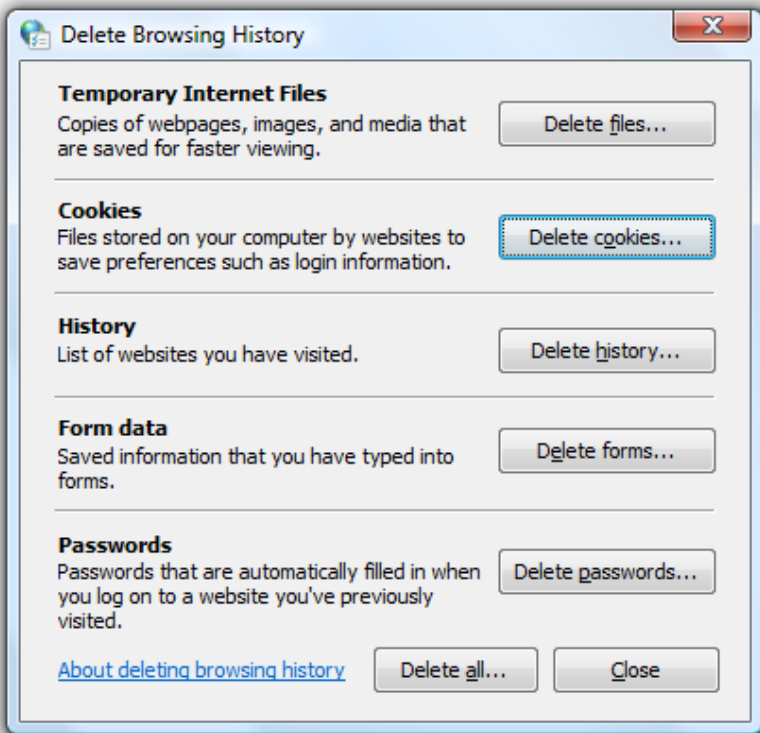 Delete Browsing History
Temporary Internet Files
Copies of webpages, images, and media that
are saved for faster viewing.
Delete files...
Cookies
Files stored on your computer by websites to
save preferences such as login information.
Delete cookies...
History
List of websites you have visited.
Delete history...
Form data
Saved information that you have typed into
forms.
Delete forms...
Passwords
Passwords that are automatically filled in when
you log on to a website you've previously
visited.
Delete passwords...
About deleting browsing history
Delete all...
Close